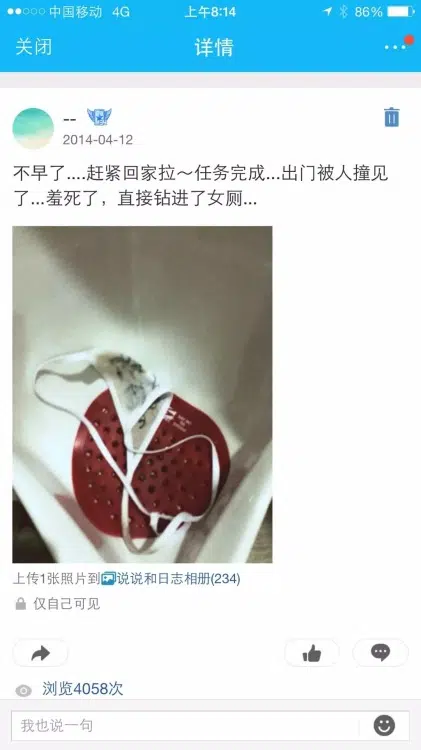 中国移动 4G 上午8:14 86%
关闭 详情
--
2014-04-12
不早了....赶紧回家拉～任务完成...出门被人撞见
了...羞死了，直接钻进了女厕...
上传1张照片到说说和日志相册(234)
仅自己可见
浏览4058次
我也说一句